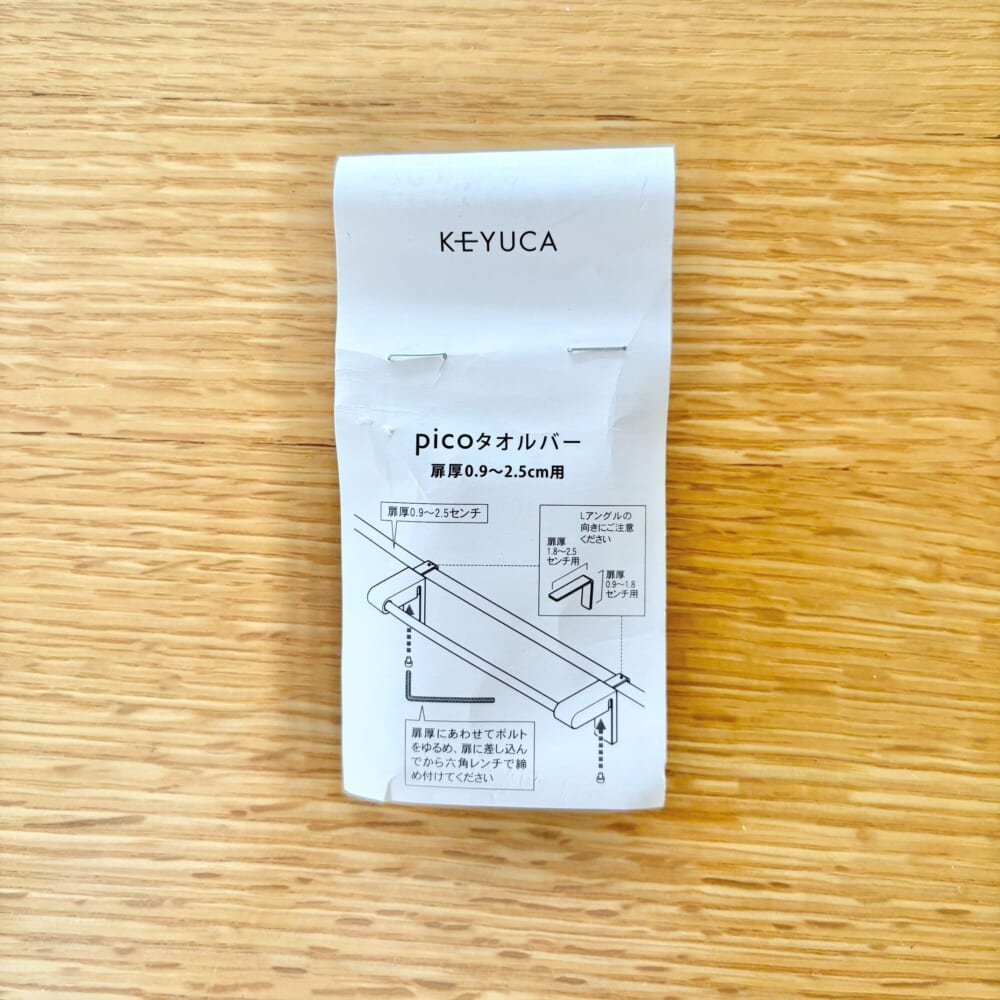 KEYUCA
picoタオルバー
扉厚0.9〜2.5cm用
扉厚0.9〜2.5センチ
Lアングルの
向きにご注意
ください
扉厚
1.8〜2.5
センチ用
扉厚
0.9〜1.8
センチ用
扉厚にあわせてボルト
をゆるめ、扉に差し込ん
でから六角レンチで締
め付けてください